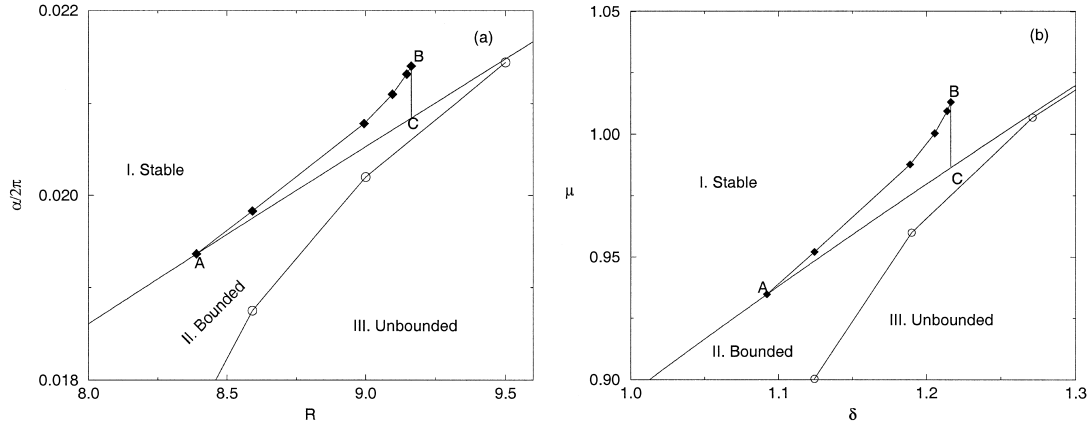 0.022
(a)
B
C
α/2π
0.020
I. Stable
A
II. Bounded
III. Unbounded
0.018
8.0
8.5
9.0
9.5
R
1.05
(b)
B
1.00
C
I. Stable
μ
0.95
A
III. Unbounded
II. Bounded
0.90
1.0
1.1
1.2
1.3
δ